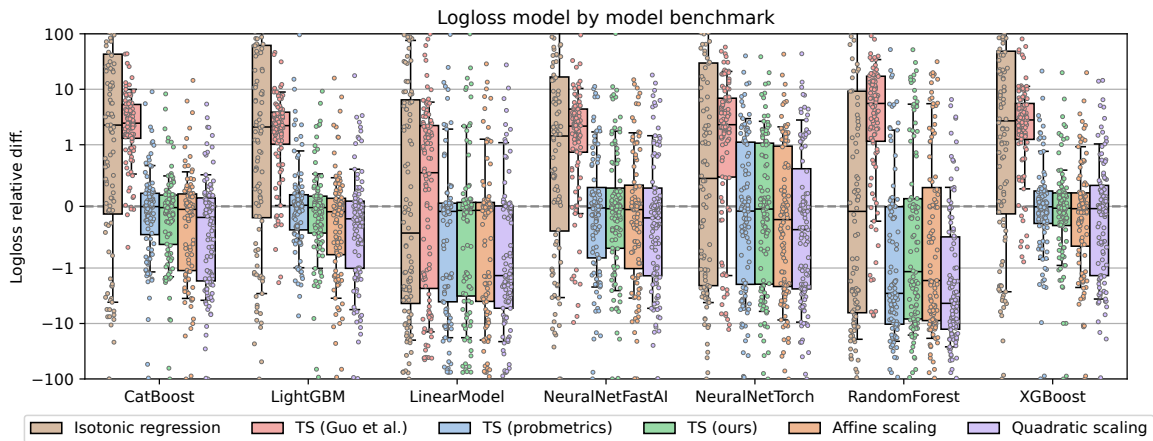 Logloss model by model benchmark
Logloss relative diff.
100
10
1
0
−1
−10
−100
CatBoost LightGBM LinearModel NeuralNetFastAI NeuralNetTorch RandomForest XGBoost
Isotonic regression TS (Guo et al.) TS (probmetrics) TS (ours) Affine scaling Quadratic scaling